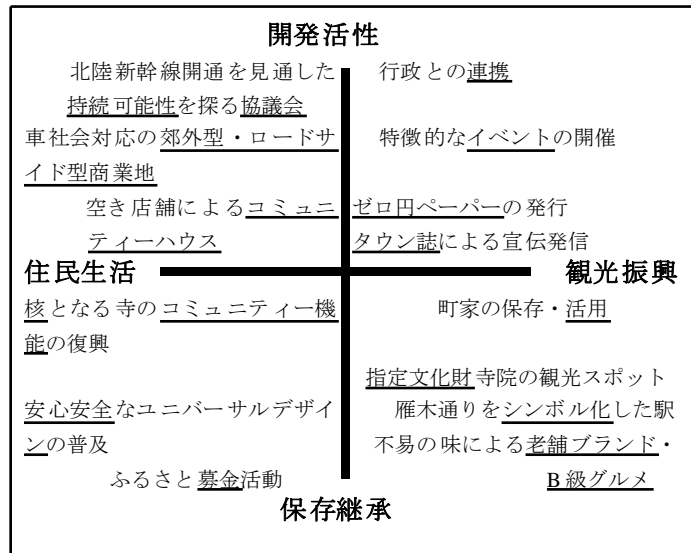 開発活性
北陸新幹線開通を見通した
持続可能性を探る協議会
車社会対応の郊外型・ロードサ
イド型商業地
空き店舗によるコミュニ
ティーハウス
行政との連携
特徴的なイベントの開催
ゼロ円ペーパーの発行
タウン誌による宣伝発信
住民生活
観光振興
核となる寺のコミュニティー機
能の復興
安心安全なユニバーサルデザイ
ンの普及
ふるさと募金活動
町家の保存・活用
指定文化財寺院の観光スポット
雁木通りをシンボル化した駅
不易の味による老舗ブランド・
B級グルメ
保存継承